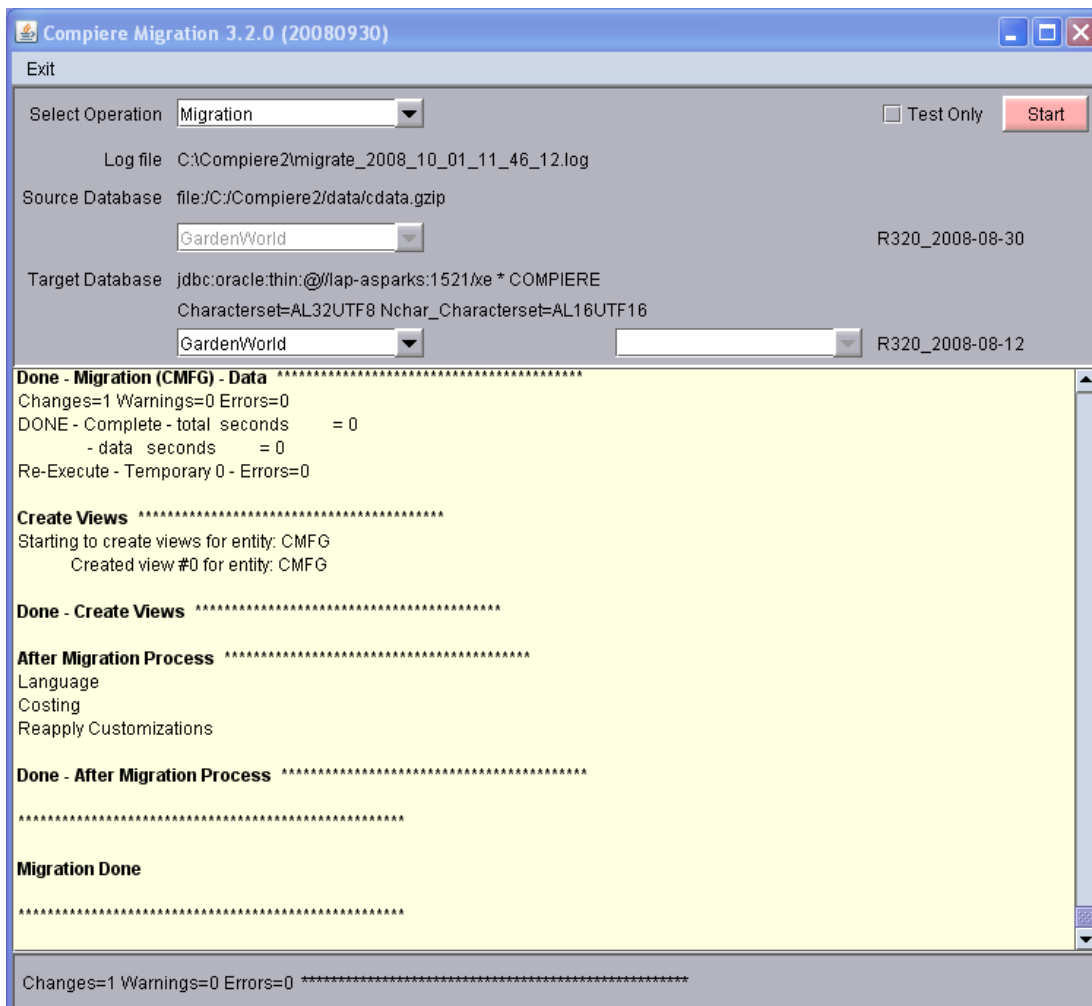 Compiere Migration 3.2.0 (20080930)
Exit
Select Operation Migration Test Only Start
Log file C:\Compiere2\migrate_2008_10_01_11_46_12.log
Source Database file:/C:/Compiere2/data/cdata.gzip
GardenWorld R320_2008-08-30
Target Database jdbc:oracle:thin:@//lap-asparks:1521/xe * COMPIERE
Characterset=AL32UTF8 Nchar_Characterset=AL16UTF16
GardenWorld R320_2008-08-12
Done - Migration (CMFG) - Data ******************************************
Changes=1 Warnings=0 Errors=0
DONE - Complete - total seconds = 0
- data seconds = 0
Re-Execute - Temporary 0 - Errors=0
Create Views ******************************************
Starting to create views for entity: CMFG
Created view #0 for entity: CMFG
Done - Create Views ******************************************
After Migration Process ******************************************
Language
Costing
Reapply Customizations
Done - After Migration Process ******************************************
*****************************************************
Migration Done
*****************************************************
Changes=1 Warnings=0 Errors=0 *****************************************************